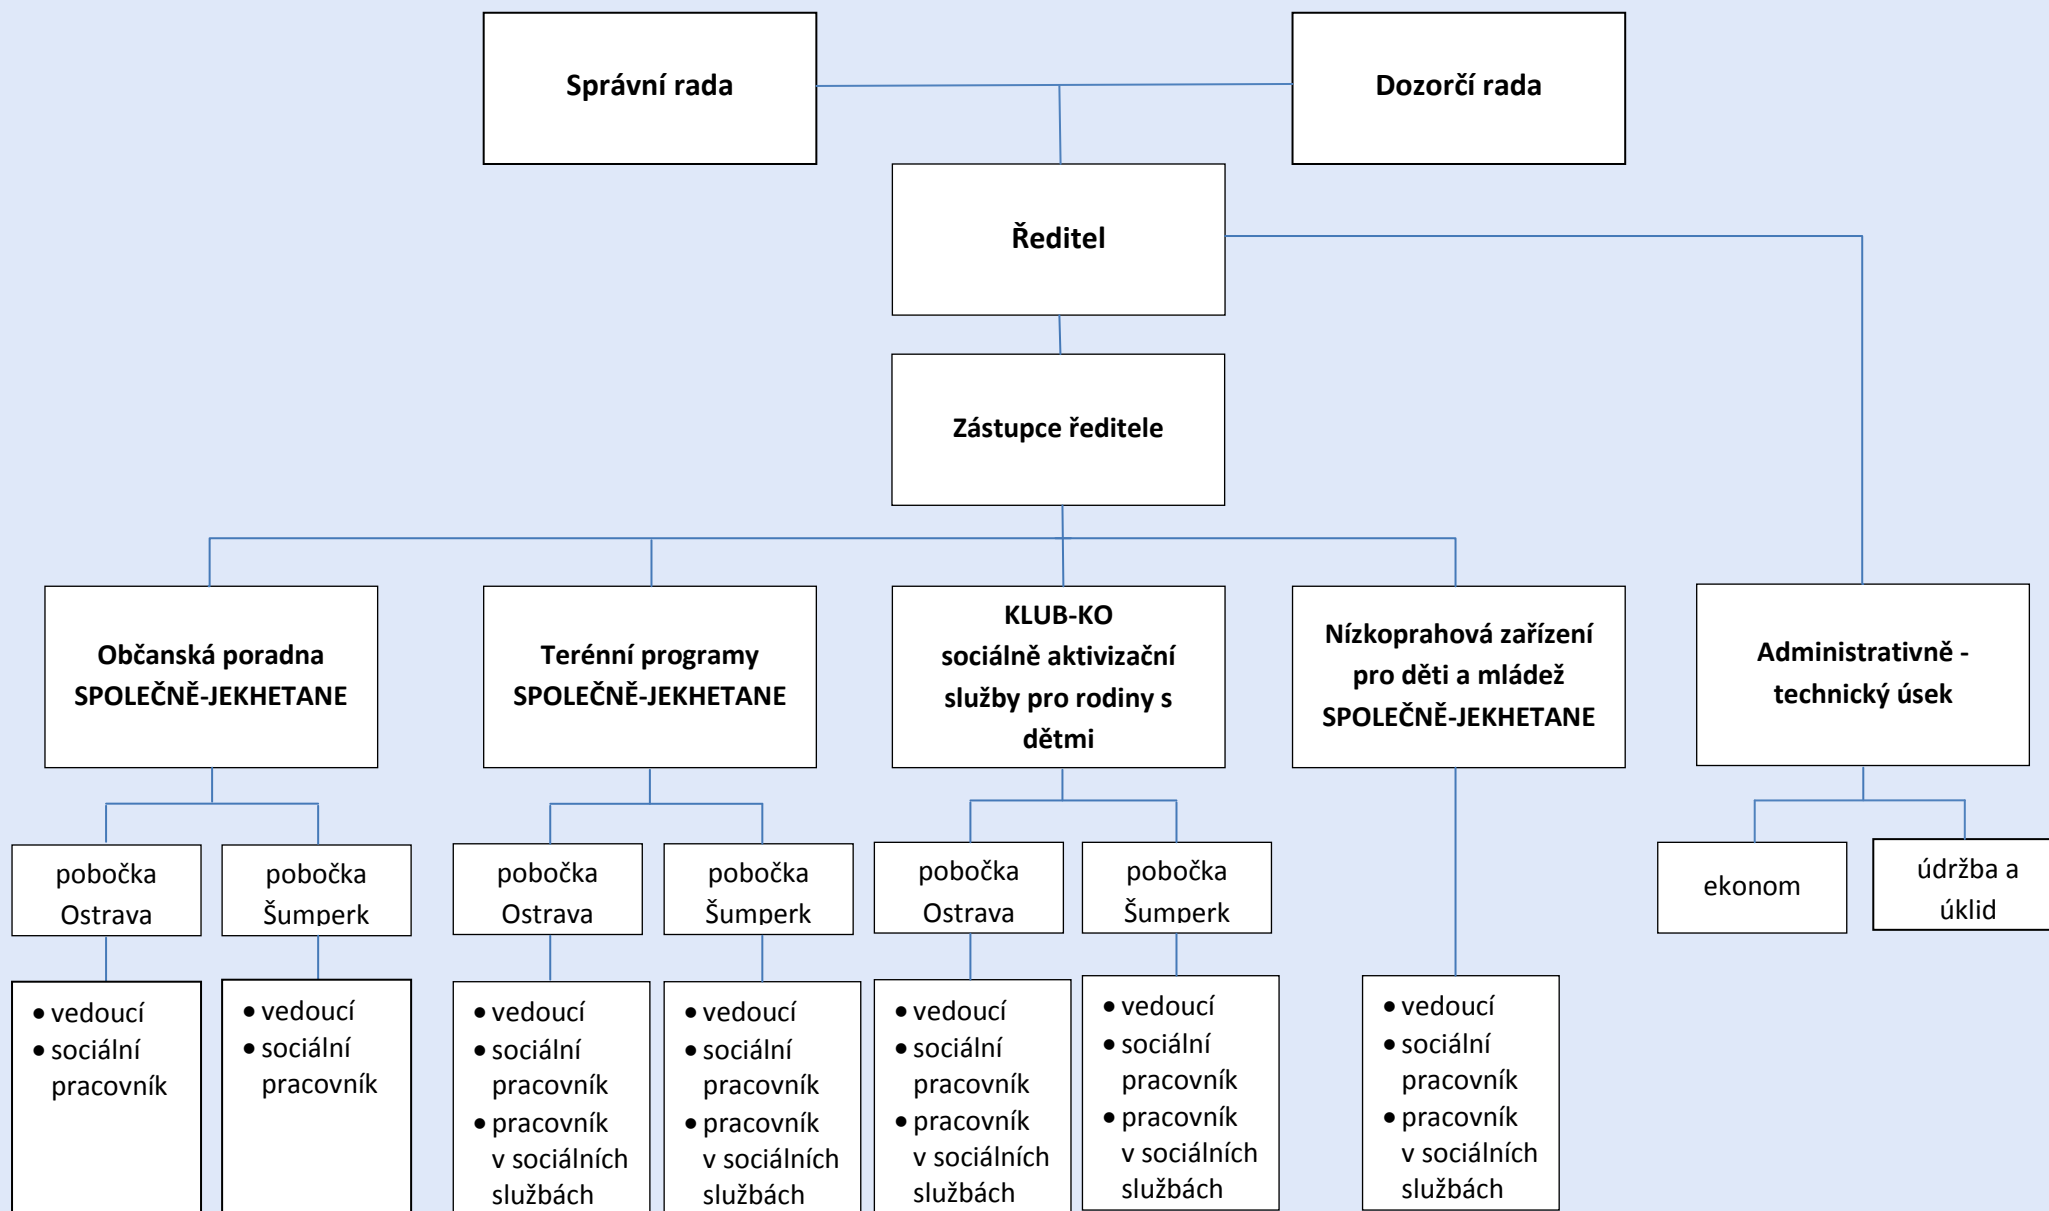 Správní rada
Dozorčí rada
Ředitel
Zástupce ředitele
Občanská poradna
SPOLEČNĚ-JEKHETANE
Terénní programy
SPOLEČNĚ-JEKHETANE
KLUB-KO
sociálně aktivizační
služby pro rodiny s
dětmi
Nízkoprahová zařízení
pro děti a mládež
SPOLEČNĚ-JEKHETANE
Administrativně -
technický úsek
pobočka
Ostrava
pobočka
Šumperk
pobočka
Ostrava
pobočka
Šumperk
pobočka
Ostrava
pobočka
Šumperk
ekonom
údržba a
úklid
• vedoucí
• sociální
pracovník
• vedoucí
• sociální
pracovník
• vedoucí
• sociální
pracovník
• pracovník
v sociálních
službách
• vedoucí
• sociální
pracovník
• pracovník
v sociálních
službách
• vedoucí
• sociální
pracovník
• pracovník
v sociálních
službách
• vedoucí
• sociální
pracovník
• pracovník
v sociálních
službách
• vedoucí
• sociální
pracovník
• pracovník
v sociálních
službách